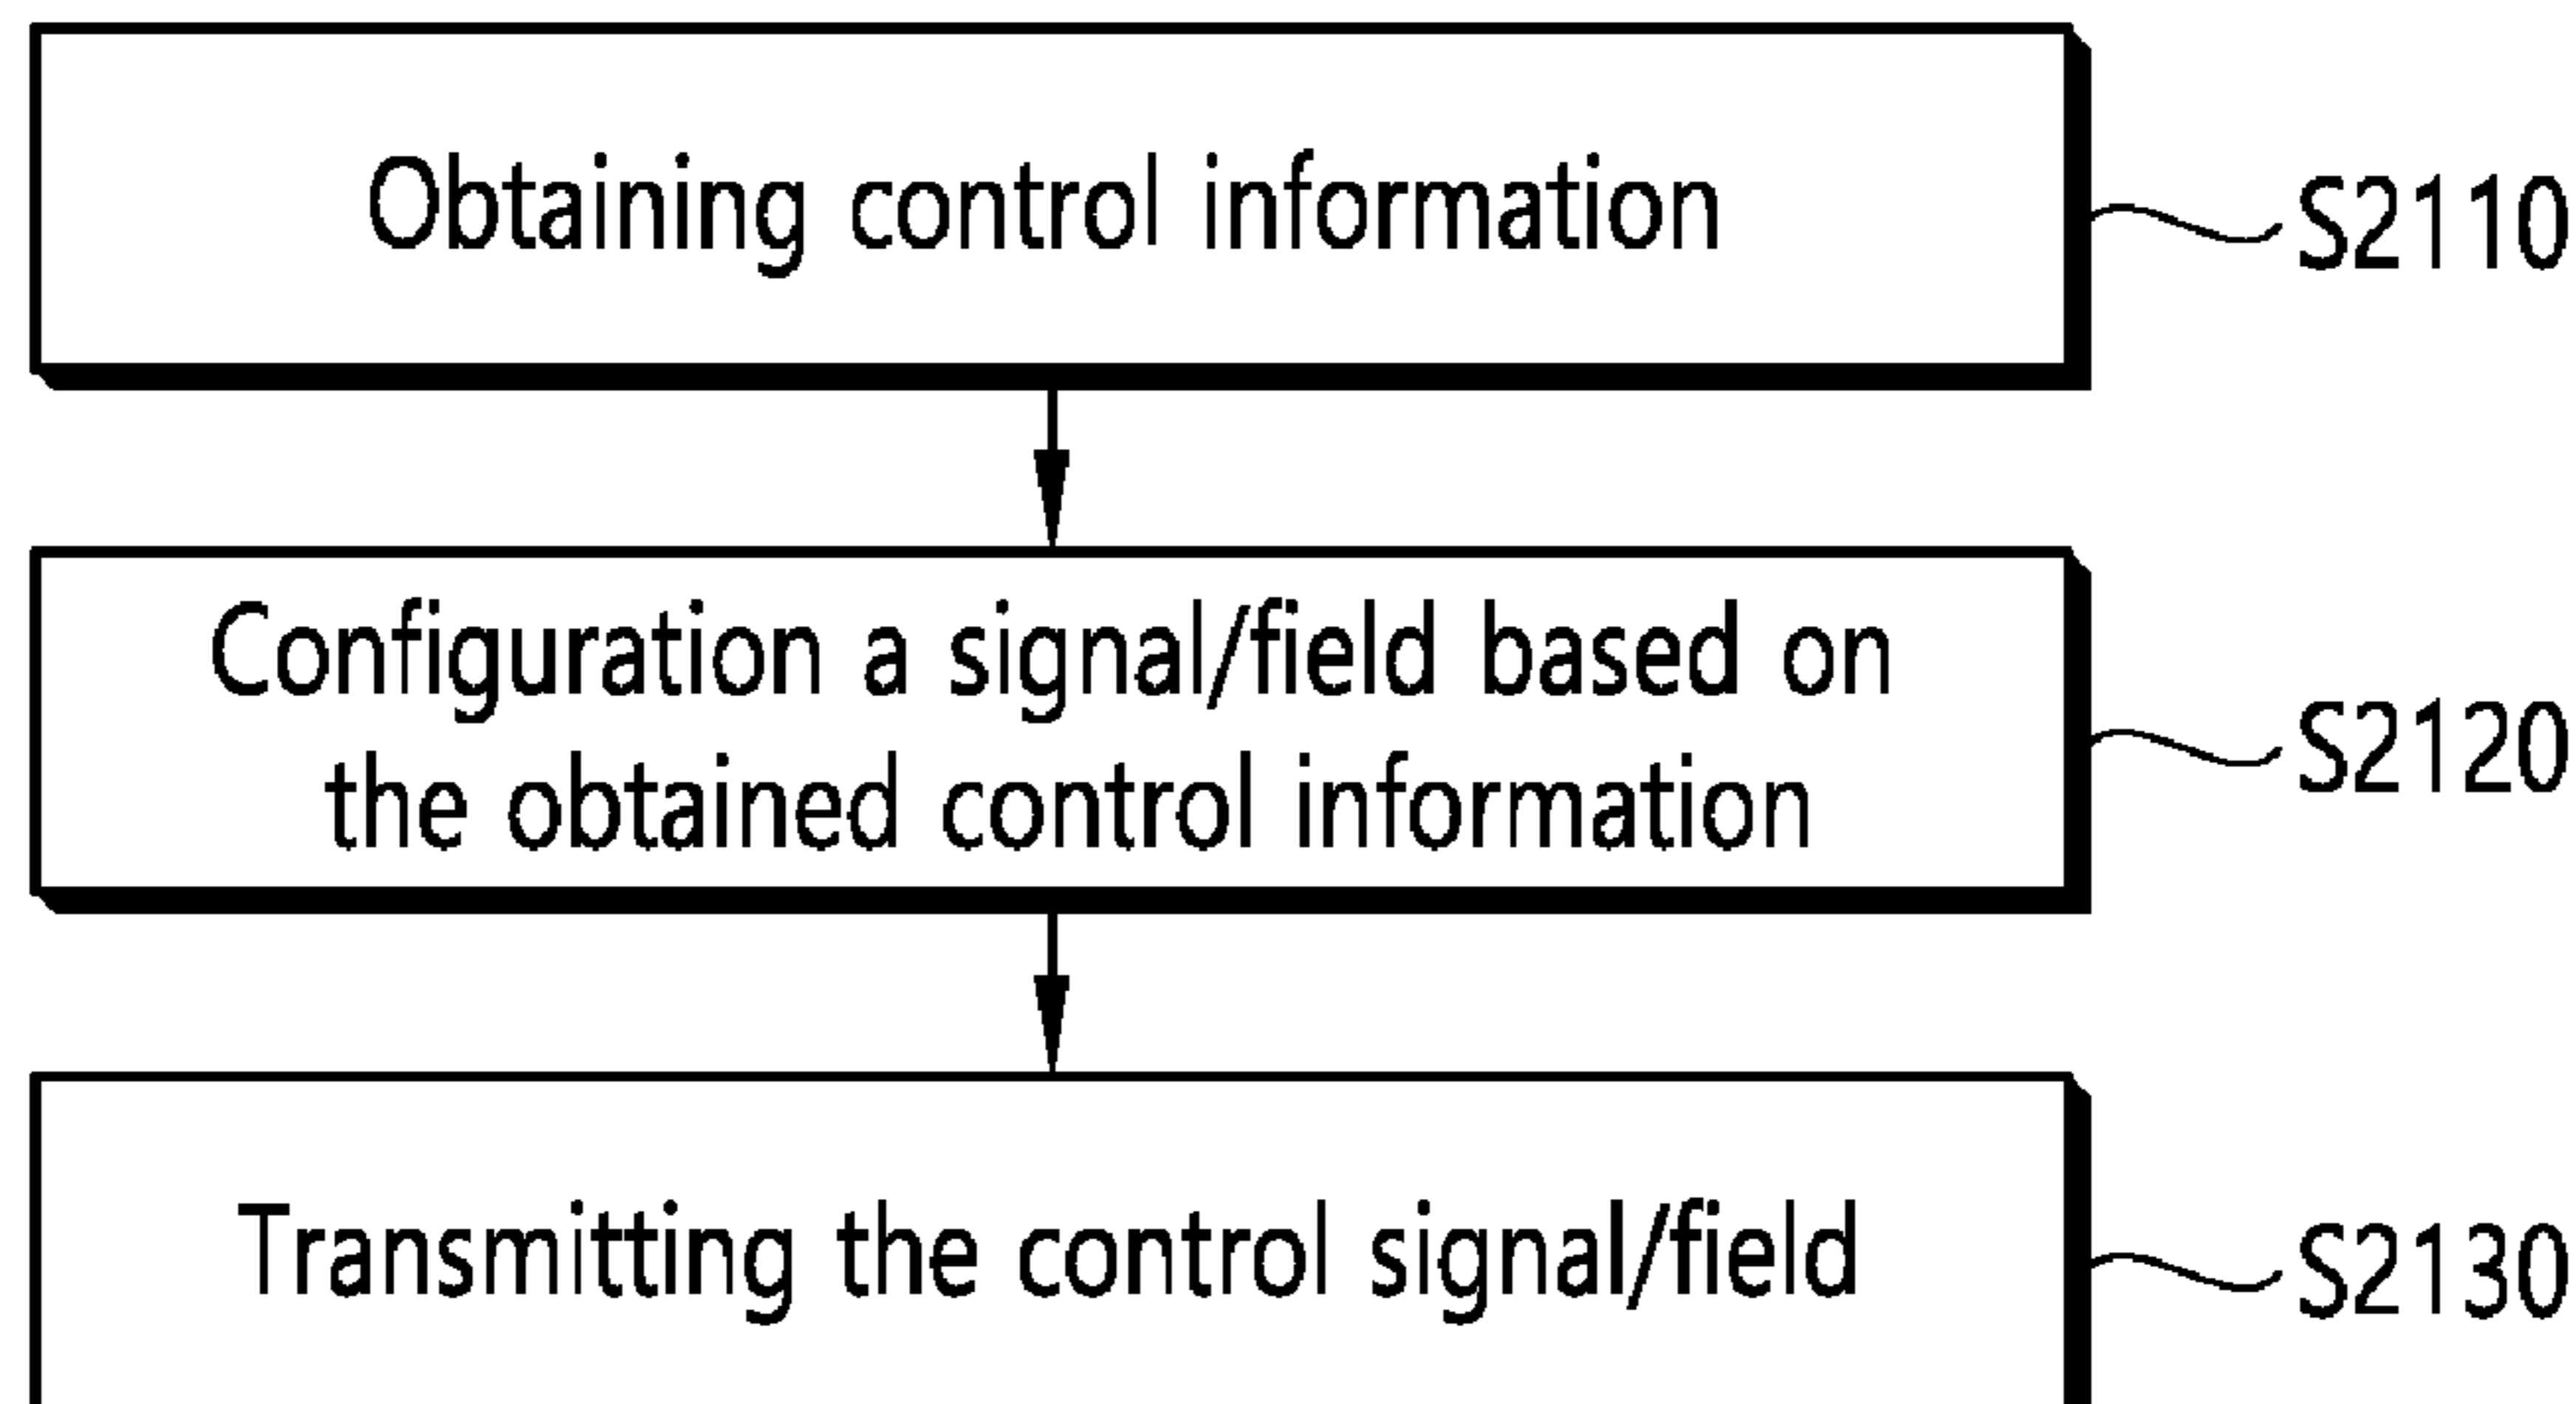 Obtaining control information
S2110
Configuration a signal/field based on
the obtained control information
S2120
Transmitting the control signal/field
S2130